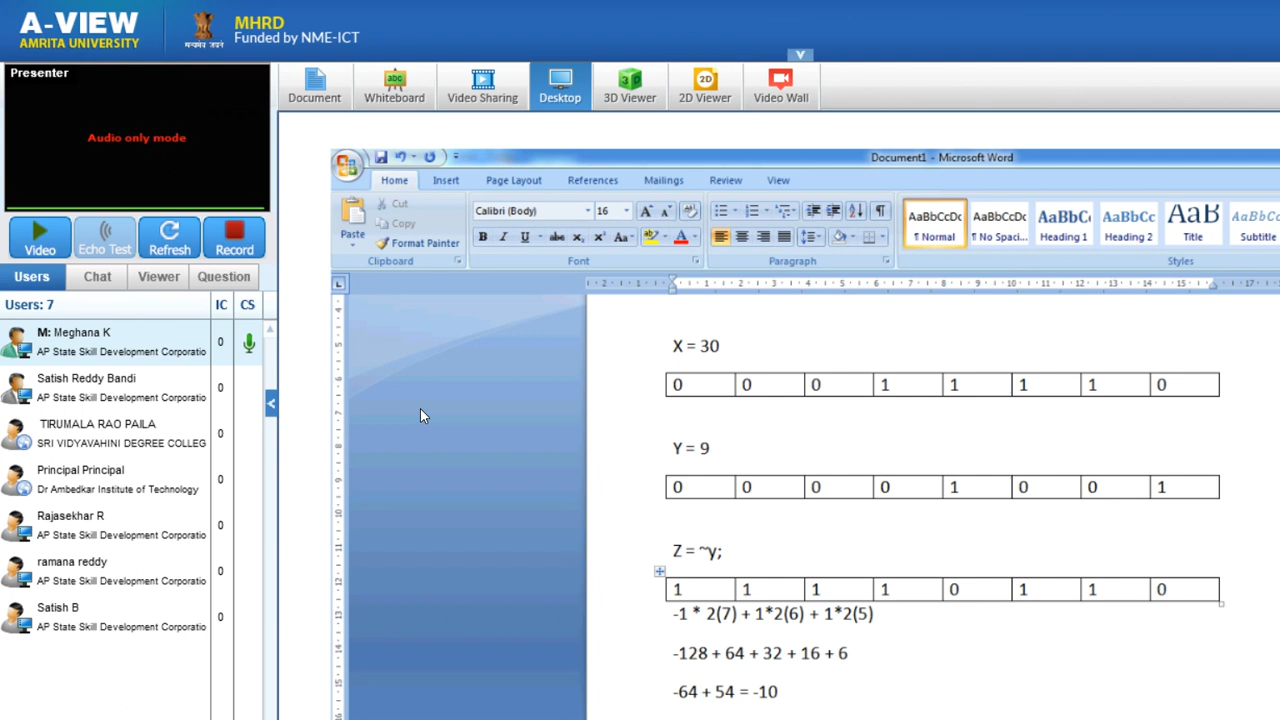 A-VIEW
AMRITA UNIVERSITY
सत्यमेव जयते
MHRD
Funded by NME-ICT
V
Presenter
Audio only mode
Document
Whiteboard
Video Sharing
Desktop
3D Viewer
2D Viewer
Video Wall
Video
Echo Test
Refresh
Record
Users
Chat
Viewer
Question
Users: 7
IC
CS
M: Meghana K
AP State Skill Development Corporatio
0
Satish Reddy Bandi
AP State Skill Development Corporatio
0
TIRUMALA RAO PAILA
SRI VIDYAVAHINI DEGREE COLLEG
0
Principal Principal
Dr Ambedkar Institute of Technology
0
Rajasekhar R
AP State Skill Development Corporatio
0
ramana reddy
AP State Skill Development Corporatio
0
Satish B
AP State Skill Development Corporatio
0
Document1 - Microsoft Word
Home Insert Page Layout References Mailings Review View
Paste
Cut
Copy
Format Painter
Clipboard
Calibri (Body) 16
Font
Paragraph
AaBbCcDc AaBbCcDc AaBbC AaBbCc AaB AaBbCc
¶ Normal ¶ No Spaci... Heading 1 Heading 2 Title Subtitle
Styles
X = 30
0 0 0 1 1 1 1 0
Y = 9
0 0 0 0 1 0 0 1
Z = ~y;
1 1 1 1 0 1 1 0
-1 * 2(7) + 1*2(6) + 1*2(5)
-128 + 64 + 32 + 16 + 6
-64 + 54 = -10